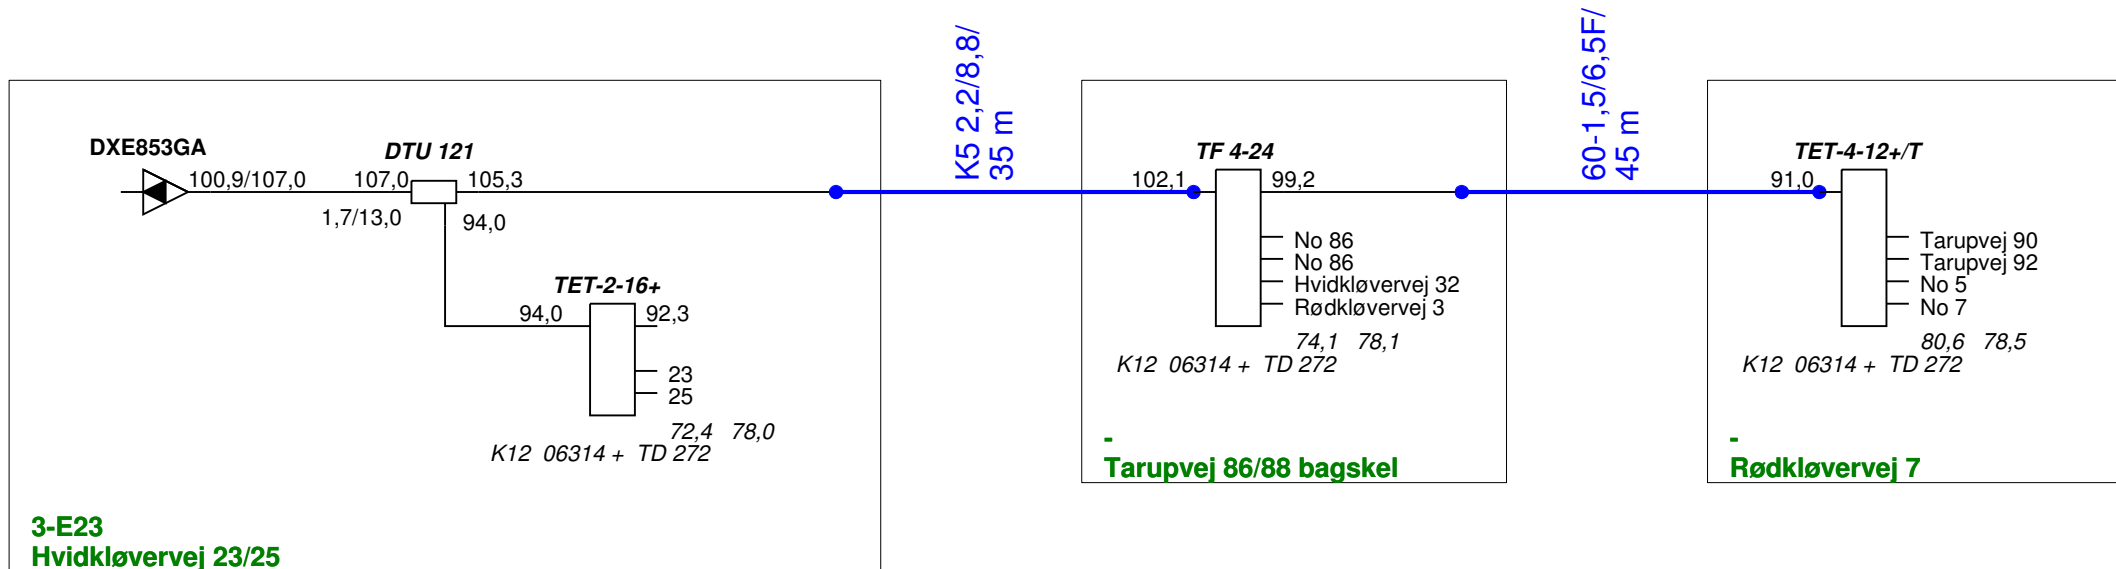 K5 2,2/8,8/
35 m
60-1,5/6,5F/
45 m
DXE853GA
100,9/107,0
DTU 121
107,0
105,3
1,7/13,0
94,0
TET-2-16+
94,0
92,3
23
25
72,4 78,0
K12 06314 + TD 272
3-E23
Hvidkløvervej 23/25
TF 4-24
102,1
99,2
No 86
No 86
Hvidkløvervej 32
Rødkløvervej 3
74,1 78,1
K12 06314 + TD 272
-
Tarupvej 86/88 bagskel
TET-4-12+/T
91,0
Tarupvej 90
Tarupvej 92
No 5
No 7
80,6 78,5
K12 06314 + TD 272
-
Rødkløvervej 7